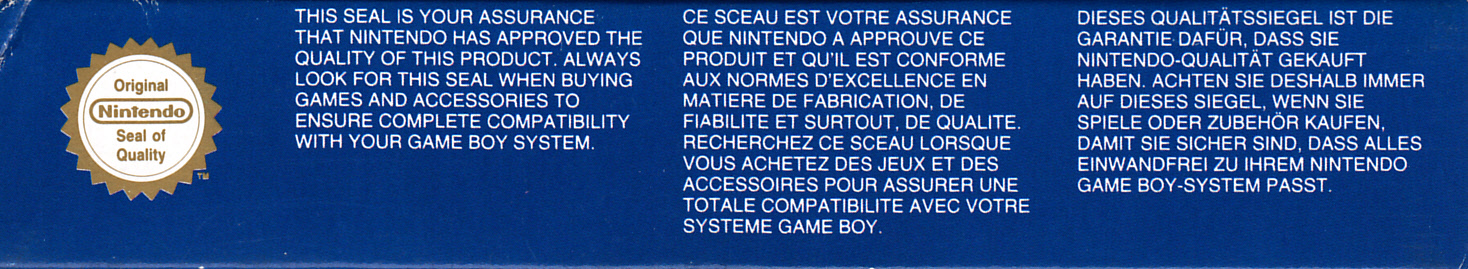 Original
Nintendo
Seal of
Quality
TM
THIS SEAL IS YOUR ASSURANCE
THAT NINTENDO HAS APPROVED THE
QUALITY OF THIS PRODUCT. ALWAYS
LOOK FOR THIS SEAL WHEN BUYING
GAMES AND ACCESSORIES TO
ENSURE COMPLETE COMPATIBILITY
WITH YOUR GAME BOY SYSTEM.
CE SCEAU EST VOTRE ASSURANCE
QUE NINTENDO A APPROUVE CE
PRODUIT ET QU'IL EST CONFORME
AUX NORMES D'EXCELLENCE EN
MATIERE DE FABRICATION, DE
FIABILITE ET SURTOUT, DE QUALITE.
RECHERCHEZ CE SCEAU LORSQUE
VOUS ACHETEZ DES JEUX ET DES
ACCESSOIRES POUR ASSURER UNE
TOTALE COMPATIBILITE AVEC VOTRE
SYSTEME GAME BOY.
DIESES QUALITÄTSSIEGEL IST DIE
GARANTIE DAFÜR, DASS SIE
NINTENDO-QUALITÄT GEKAUFT
HABEN. ACHTEN SIE DESHALB IMMER
AUF DIESES SIEGEL, WENN SIE
SPIELE ODER ZUBEHÖR KAUFEN,
DAMIT SIE SICHER SIND, DASS ALLES
EINWANDFREI ZU IHREM NINTENDO
GAME BOY-SYSTEM PASST.